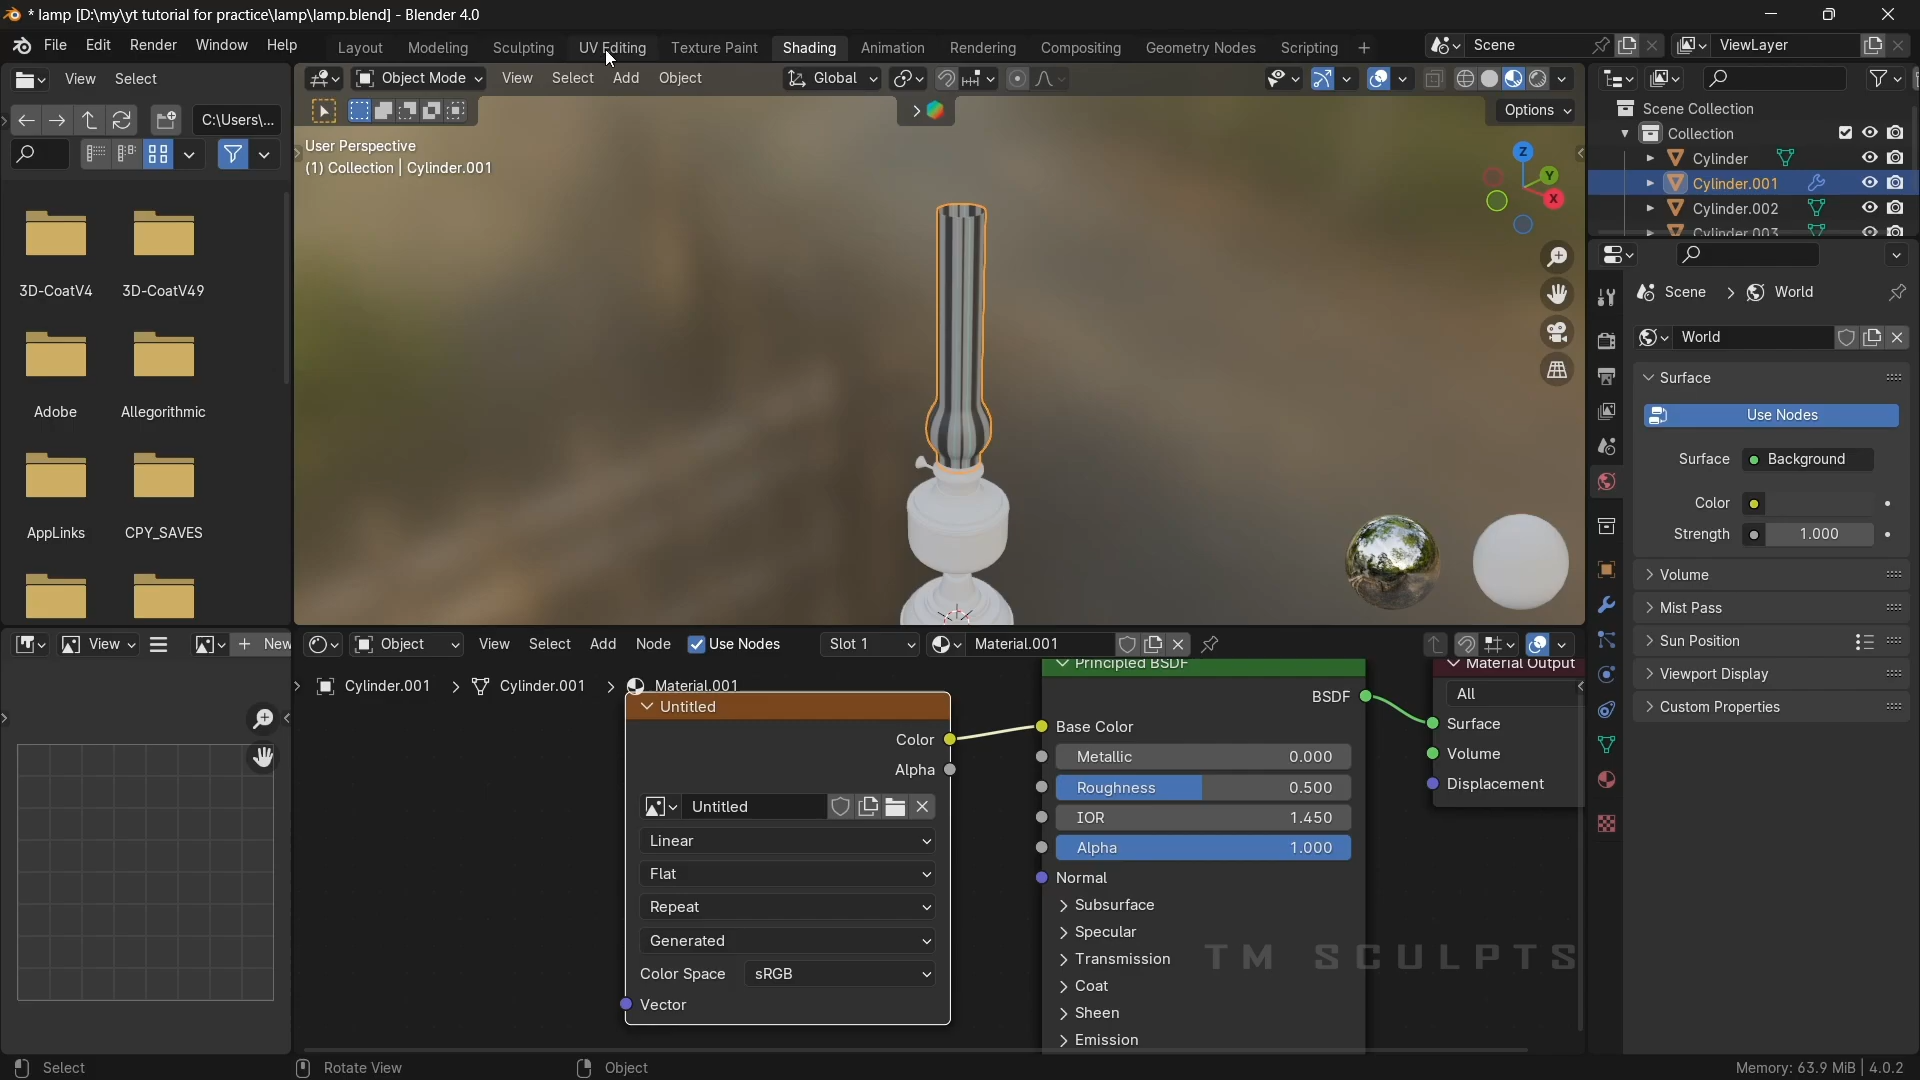 * lamp [D:\my\yt tutorial for practice\lamp\lamp.blend] - Blender 4.0
File Edit Render Window Help Layout Modeling Sculpting UV Editing Texture Paint Shading Animation Rendering Compositing Geometry Nodes Scripting + Scene ViewLayer
View Select
Object Mode View Select Add Object Global
C:\Users\...
Options
User Perspective
(1) Collection | Cylinder.001
Z
Y
X
3D-CoatV4 3D-CoatV49
Adobe Allegorithmic
AppLinks CPY_SAVES
Scene Collection
Collection
Cylinder
Cylinder.001
Cylinder.002
Cylinder.003
Scene > World
World
Surface
Use Nodes
Surface Background
Color
Strength 1.000
Volume
Mist Pass
Sun Position
Viewport Display
Custom Properties
View + New
Object View Select Add Node Use Nodes Slot 1 Material.001
Cylinder.001 > Cylinder.001 > Material.001
Untitled
Color
Alpha
Untitled
Linear
Flat
Repeat
Generated
Color Space sRGB
Vector
Principled BSDF
BSDF
Base Color
Metallic 0.000
Roughness 0.500
IOR 1.450
Alpha 1.000
Normal
Subsurface
Specular
Transmission
Coat
Sheen
Emission
Material Output
All
Surface
Volume
Displacement
TM SCULPTS
Select Rotate View Object Memory: 63.9 MiB | 4.0.2